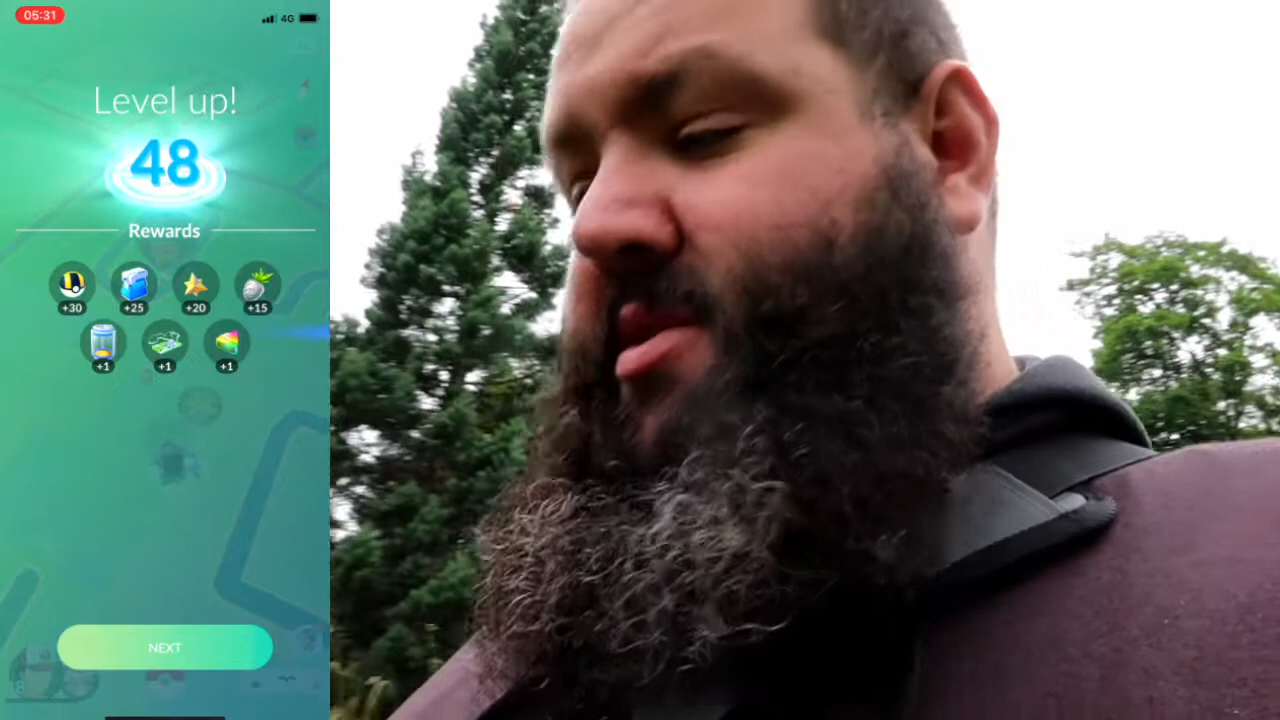 05:31
4G
Level up!
48
Rewards
+30 +25 +20 +15
+1 +1 +1
NEXT